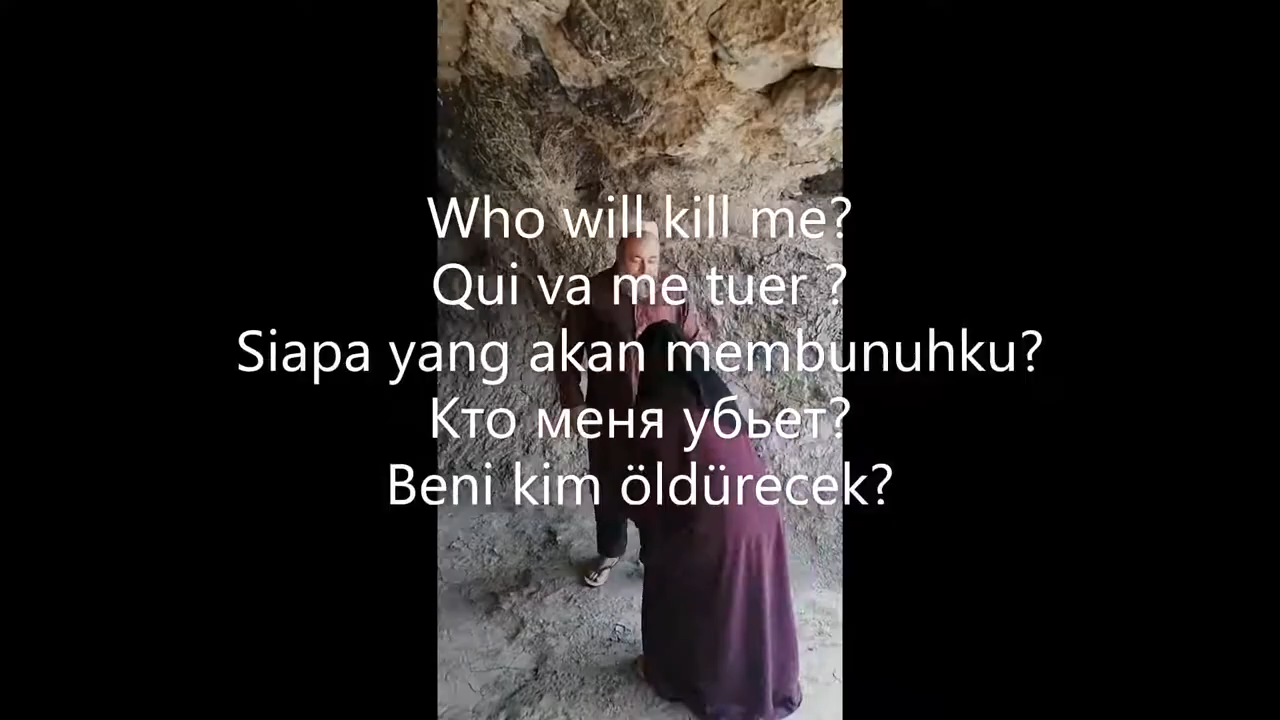 Who will kill me?
Qui va me tuer ?
Siapa yang akan membunuhku?
Кто меня убьет?
Beni kim öldürecek?